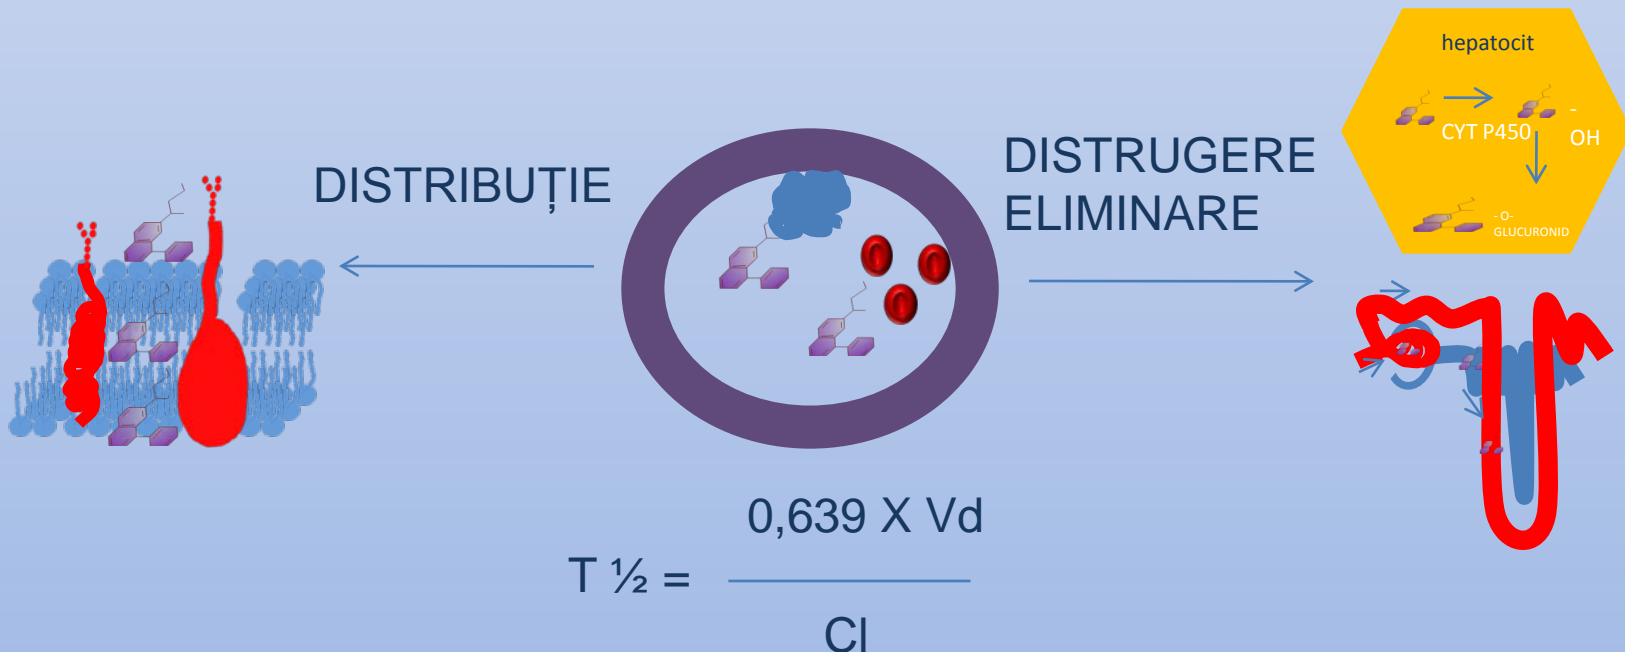 hepatocit
CYT P450
-
OH
- O-
GLUCURONID
DISTRIBUȚIE
DISTRUGERE
ELIMINARE
0,639 X Vd
T ½ =
Cl